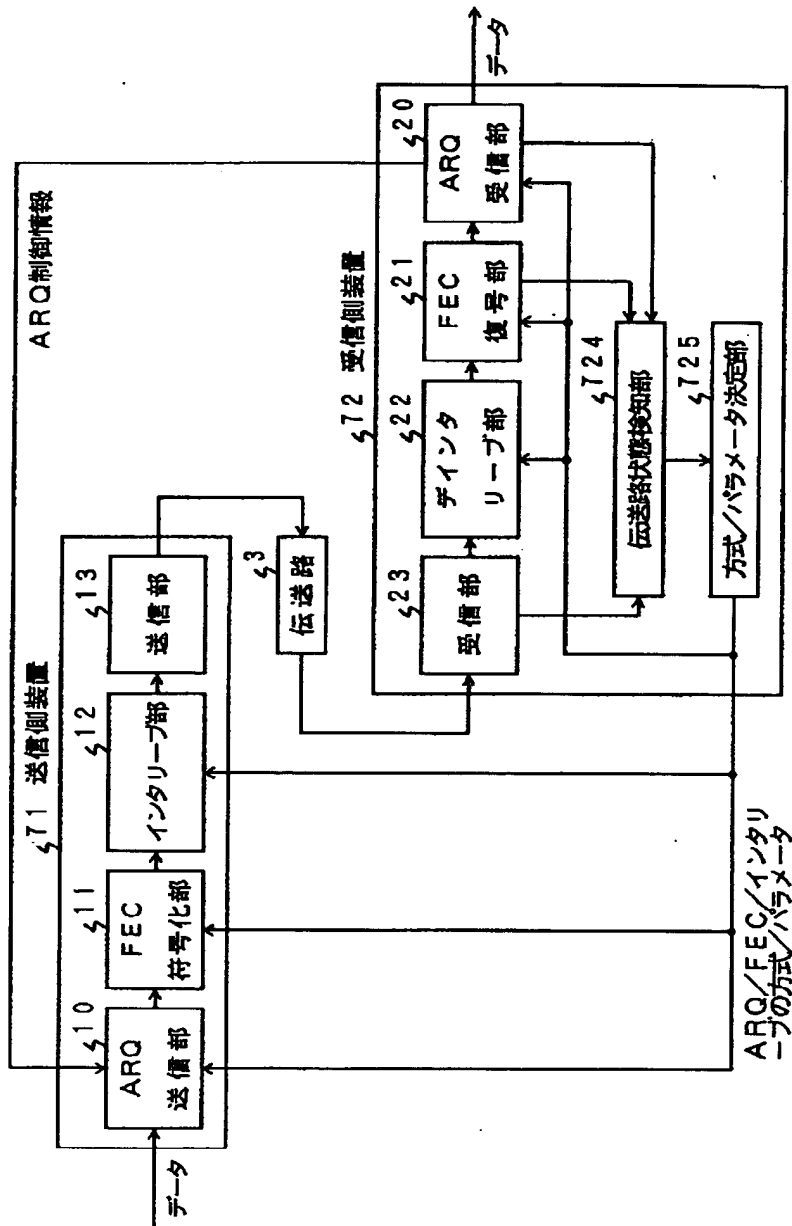 ARQ制御情報
71 送信側装置
データ
10
ARQ
送信部
11
FEC
符号化部
12
インタリーブ部
13
送信部
3
伝送路
72 受信側装置
23
受信部
22
デインタ
リーブ部
21
FEC
復号部
20
ARQ
受信部
データ
724
伝送路状態検知部
725
方式/パラメータ決定部
ARQ/FEC/インタリ
ーブの方式/パラメータ